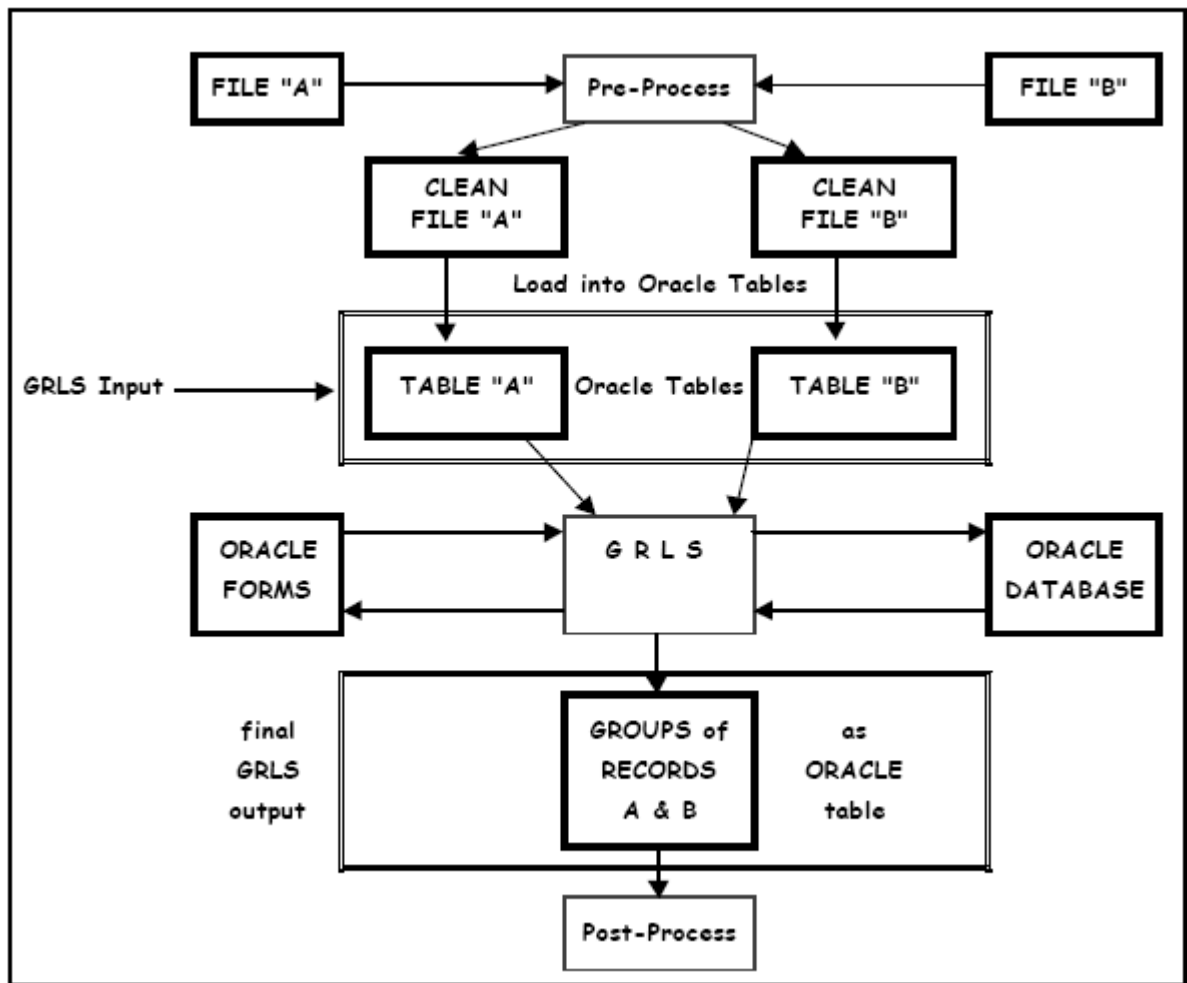 FILE "A"
Pre-Process
FILE "B"
CLEAN
FILE "A"
CLEAN
FILE "B"
Load into Oracle Tables
GRLS Input
TABLE "A"
Oracle Tables
TABLE "B"
ORACLE
FORMS
G R L S
ORACLE
DATABASE
final
GRLS
output
GROUPS of
RECORDS
A & B
as
ORACLE
table
Post-Process